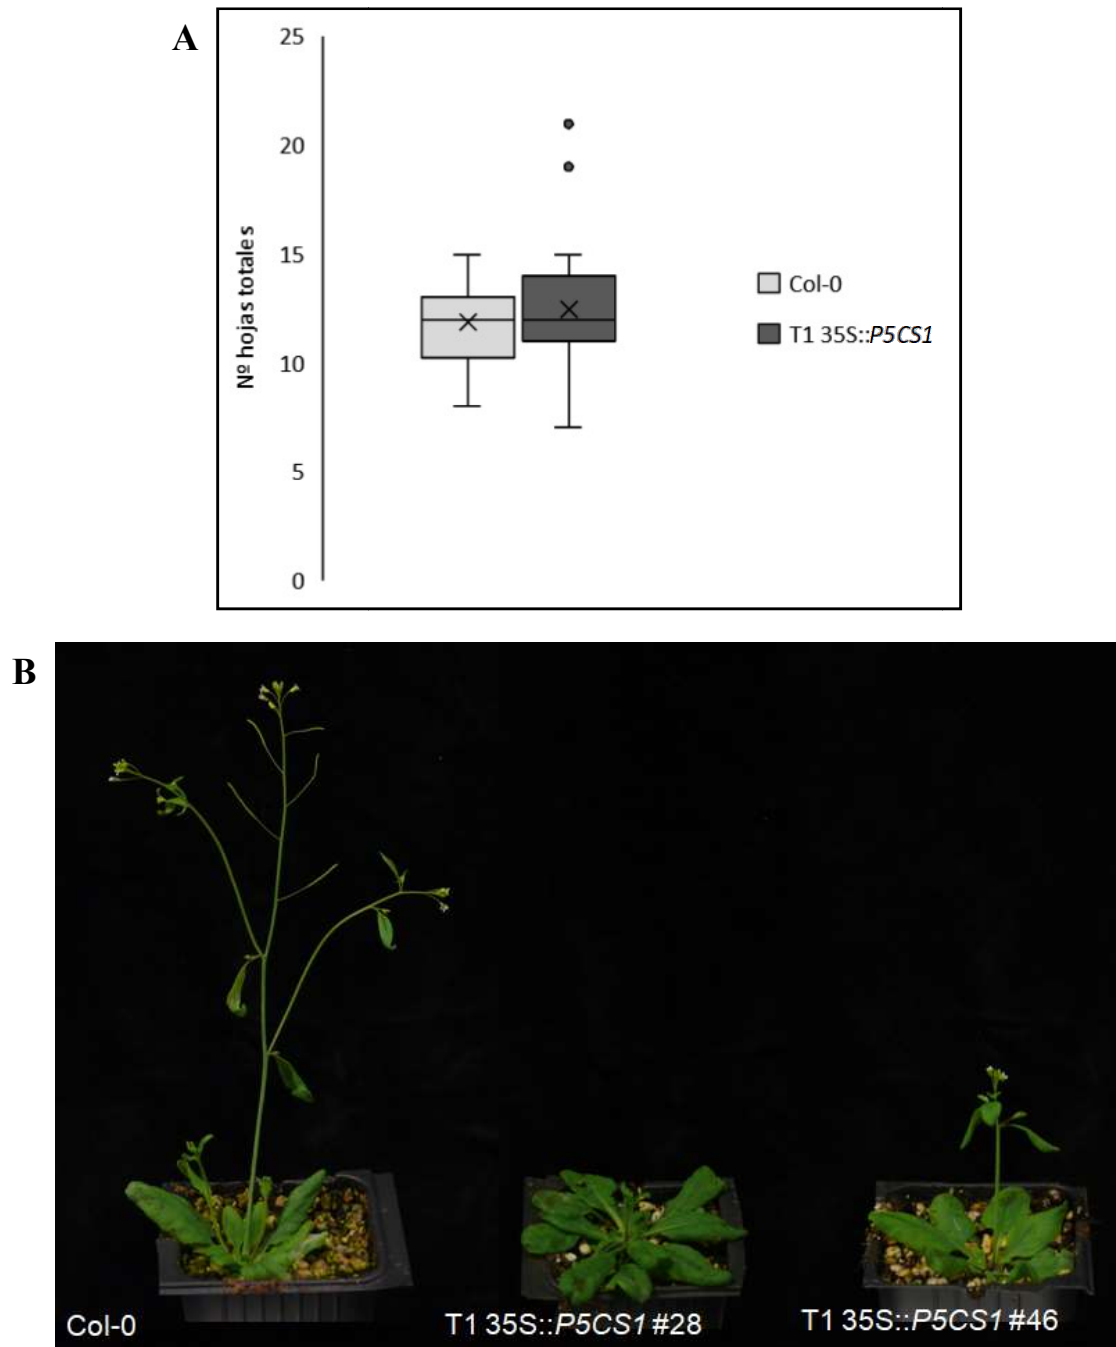 A
25
20
15
10
5
0
Nº hojas totales
Col-0
T1 35S::P5CS1
B
Col-0
T1 35S::P5CS1 #28
T1 35S::P5CS1 #46